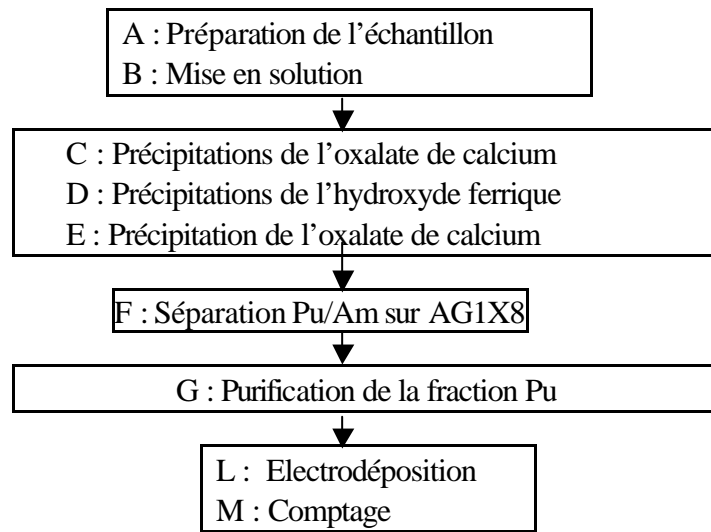 A : Préparation de l’échantillon
B : Mise en solution
C : Précipitations de l’oxalate de calcium
D : Précipitations de l’hydroxyde ferrique
E : Précipitation de l’oxalate de calcium
F : Séparation Pu/Am sur AG1X8
G : Purification de la fraction Pu
L : Electrodéposition
M : Comptage